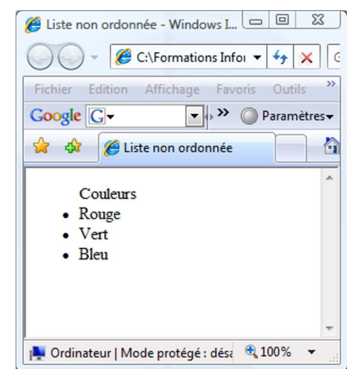 Liste non ordonnée - Windows I...
C:\Formations Infor
Fichier Edition Affichage Favoris Outils »
Google G » Paramètres
Liste non ordonnée
Couleurs
• Rouge
• Vert
• Bleu
Ordinateur | Mode protégé : désa 100%